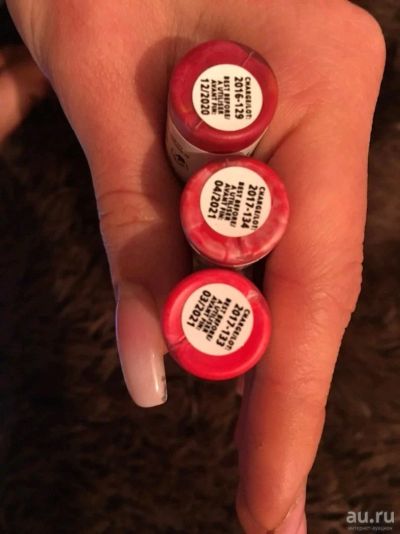 CHARGE/LOT:
2016-129
BEST BEFORE/
À UTILISER
AVANT FIN:
12/2020
CHARGE/LOT:
2017-134
BEST BEFORE/
À UTILISER
AVANT FIN:
04/2021
CHARGE/LOT:
2017-133
BEST BEFORE/
À UTILISER
AVANT FIN:
03/2021
au.ru
интернет-аукцион